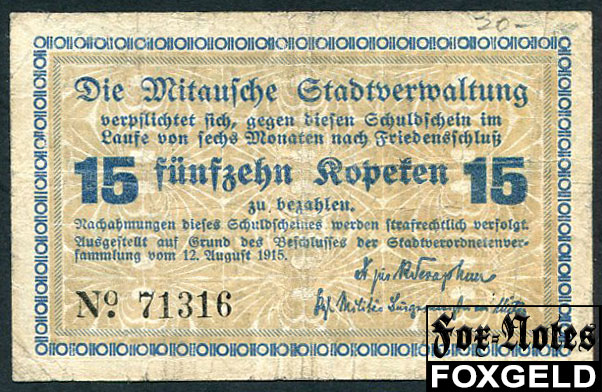 30-
Die Mitausche Stadtverwaltung
verpflichtet sich, gegen diesen Schuldschein im
Laufe von sechs Monaten nach Friedensschluß
15 fünfzehn Kopeken 15
zu bezahlen.
Nachahmungen dieses Schuldscheines werden strafrechtlich verfolgt.
Ausgestellt auf Grund des Beschlusses der Stadtverordnetenver-
sammlung vom 12. August 1915.
No 71316
Fox-Notes
FOXGELD